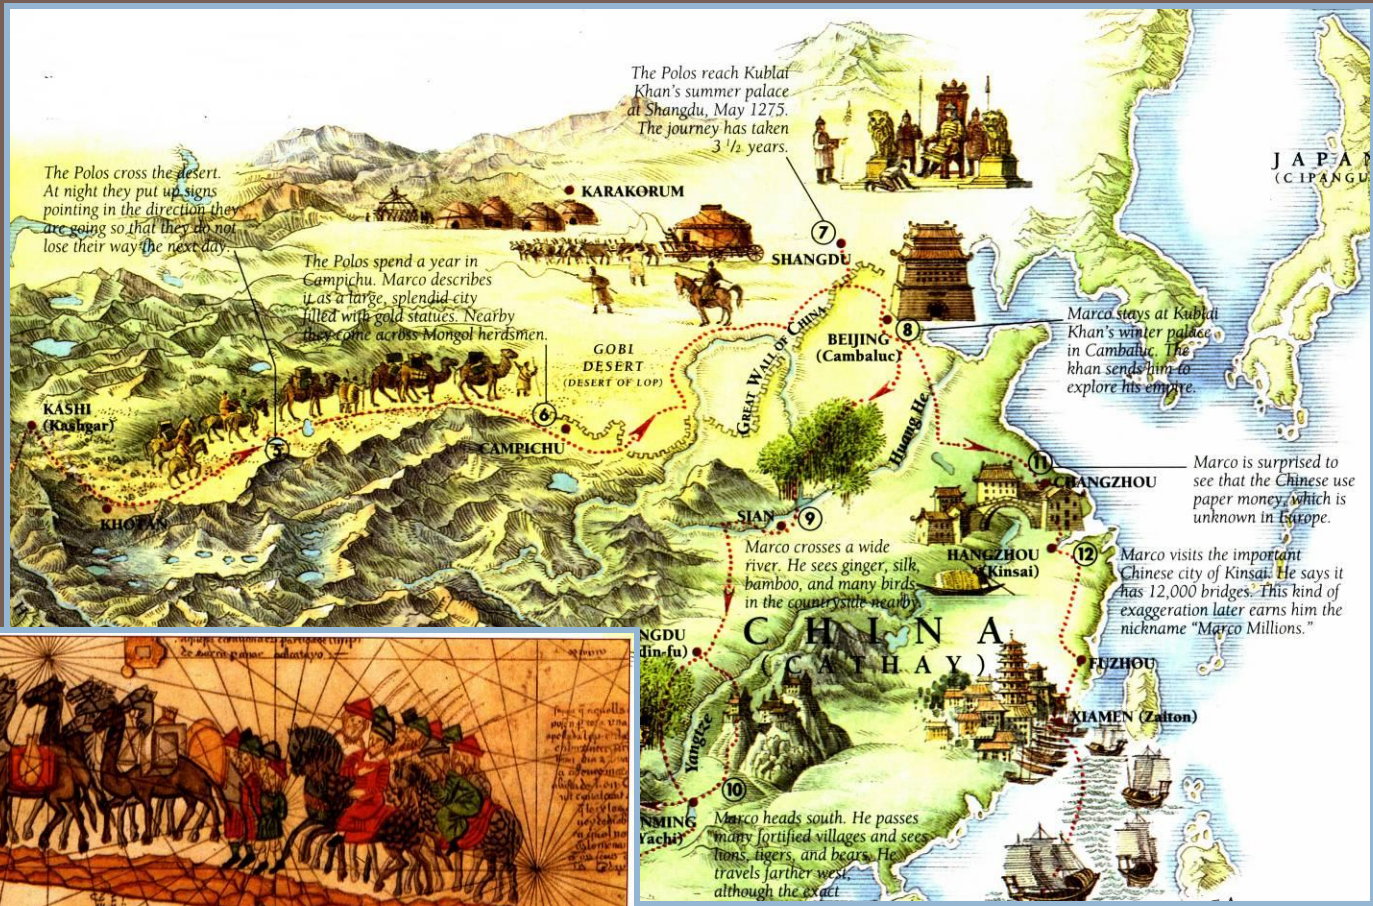 The Polos reach Kublai
Khan's summer palace
at Shangdu, May 1275.
The journey has taken
3 1/2 years.
JAPAN
(CIPANGU
The Polos cross the desert.
At night they put up signs
pointing in the direction they
are going so that they do not
lose their way the next day.
KARAKORUM
7
SHANGDU
The Polos spend a year in
Campichu. Marco describes
it as a large, splendid city
filled with gold statues. Nearby
they come across Mongol herdsmen.
GREAT WALL OF CHINA
8
BEIJING
(Cambaluc)
Marco stays at Kublai
Khan's winter palace
in Cambaluc. The
khan sends him to
explore his empire.
GOBI
DESERT
(DESERT OF LOP)
KASHI
(Kashgar)
6
CAMPICHU
5
KHOTAN
Huang He
11
CHANGZHOU
Marco is surprised to
see that the Chinese use
paper money, which is
unknown in Europe.
SIAN
9
Marco crosses a wide
river. He sees ginger, silk,
bamboo, and many birds
in the countryside nearby.
HANGZHOU
(Kinsai)
12
Marco visits the important
Chinese city of Kinsai. He says it
has 12,000 bridges. This kind of
exaggeration later earns him the
nickname "Marco Millions."
H
CHINA
(CATHAY)
NGDU
din-fu)
FUZHOU
XIAMEN (Zaiton)
Yangtze
10
NMING
Yachi)
Marco heads south. He passes
many fortified villages and sees
lions, tigers, and bears. He
travels farther west,
although the exact